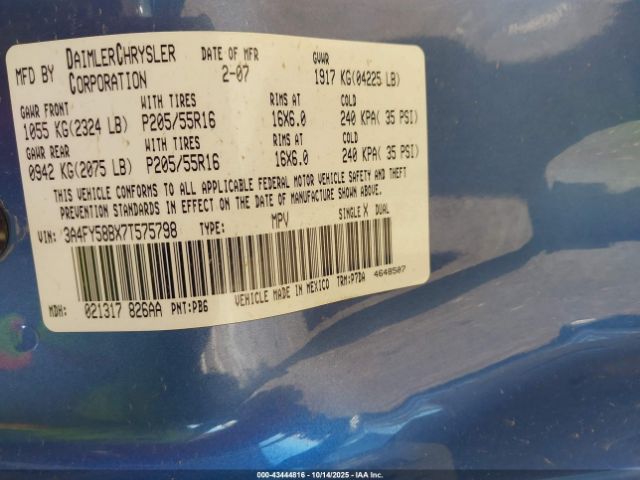 MFD BY DAIMLERCHRYSLER CORPORATION DATE OF MFR 2-07 GVWR 1917 KG(04225 LB)
GAWR FRONT WITH TIRES RIMS AT COLD
1055 KG(2324 LB) P205/55R16 16X6.0 240 KPA( 35 PSI)
GAWR REAR WITH TIRES RIMS AT COLD
0942 KG(2075 LB) P205/55R16 16X6.0 240 KPA( 35 PSI)
THIS VEHICLE CONFORMS TO ALL APPLICABLE FEDERAL MOTOR VEHICLE SAFETY AND THEFT
PREVENTION STANDARDS IN EFFECT ON THE DATE OF MANUFACTURE SHOWN ABOVE.
VIN: 3A4FY58BX7T575798 TYPE: MPV SINGLE X DUAL
MDH: 021317 826AA PNT:PB6 VEHICLE MADE IN MEXICO TRM:P7DA 4648507
000-43444816 | 10/14/2025 | IAA Inc.